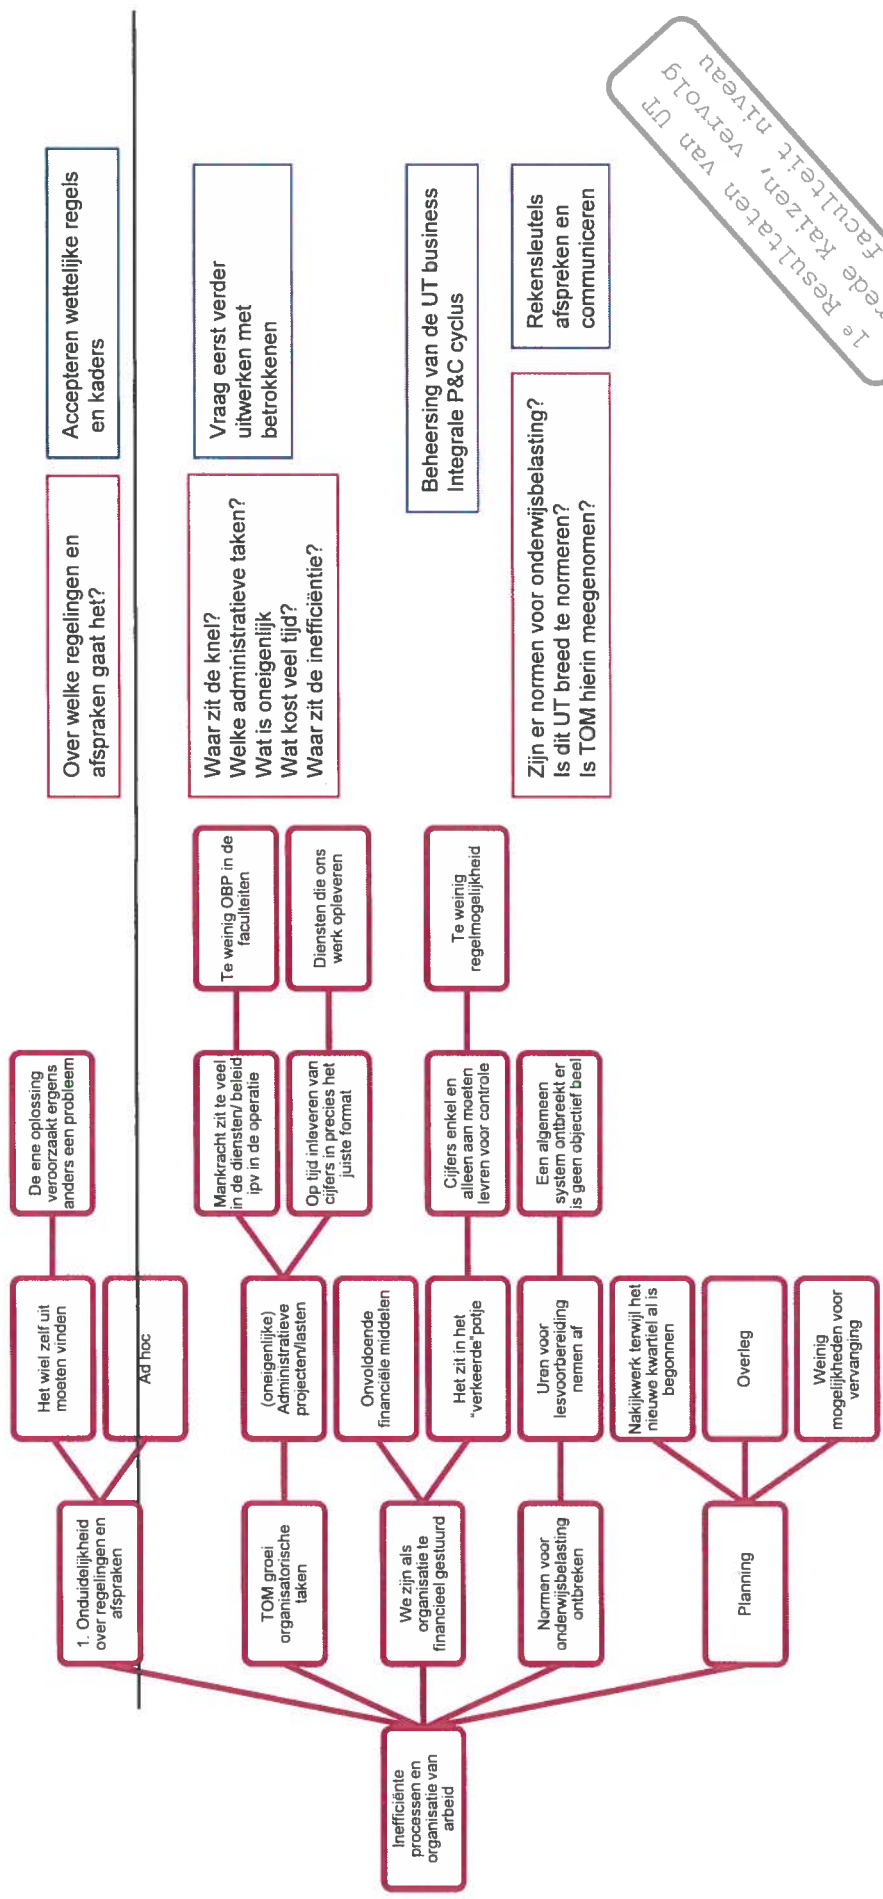 Inefficiënte
processen en
organisatie van
arbeid
1. Onduidelijkheid
over regelingen en
afspraken
Het wiel zelf uit
moeten vinden
De ene oplossing
veroorzaakt ergens
anders een probleem
Ad hoc
Over welke regelingen en
afspraken gaat het?
Accepteren wettelijke regels
en kaders
TOM groei
organisatorische
taken
(oneigenlijke)
Administratieve
projecten/lasten
Mankracht zit te veel
in de diensten/ beleid
ipv in de operatie
Te weinig OBP in de
faculteiten
Op tijd inleveren van
cijfers in precies het
juiste format
Diensten die ons
werk opleveren
Waar zit de knel?
Welke administratieve taken?
Wat is oneigenlijk
Wat kost veel tijd?
Waar zit de inefficiëntie?
Vraag eerst verder
uitwerken met
betrokkenen
We zijn als
organisatie te
financieel gestuurd
Onvoldoende
financiële middelen
Het zit in het
"verkeerde"potje
Cijfers enkel en
alleen aan moeten
levren voor controle
Te weinig
regelmogelijkheid
Beheersing van de UT business
Integrale P&C cyclus
Normen voor
onderwijsbelasting
ontbreken
Uren voor
lesvoorbereiding
nemen af
Een algemeen
system ontbreekt er
is geen objectief beel
Zijn er normen voor onderwijsbelasting?
Is dit UT breed te normeren?
Is TOM hierin meegenomen?
Rekensleutels
afspreken en
communiceren
Planning
Nakijkwerk terwijl het
nieuwe kwartiel al is
begonnen
Overleg
Weinig
mogelijkheden voor
vervanging
1e Resultaten van UT
rede Kaizen, vervolg
faculteit niveau